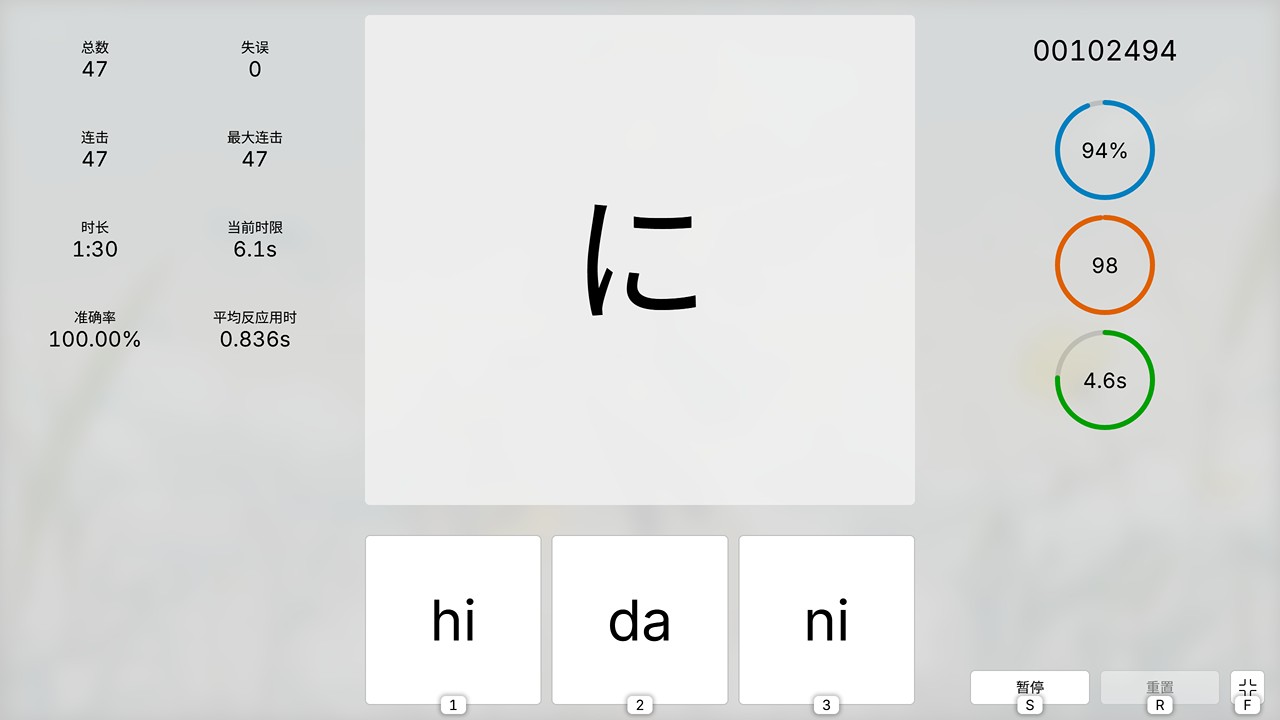 总数
47
失误
0
连击
47
最大连击
47
时长
1:30
当前时限
6.1s
准确率
100.00%
平均反应用时
0.836s
に
hi
1
da
2
ni
3
00102494
94%
98
4.6s
暂停
S
重置
R
F